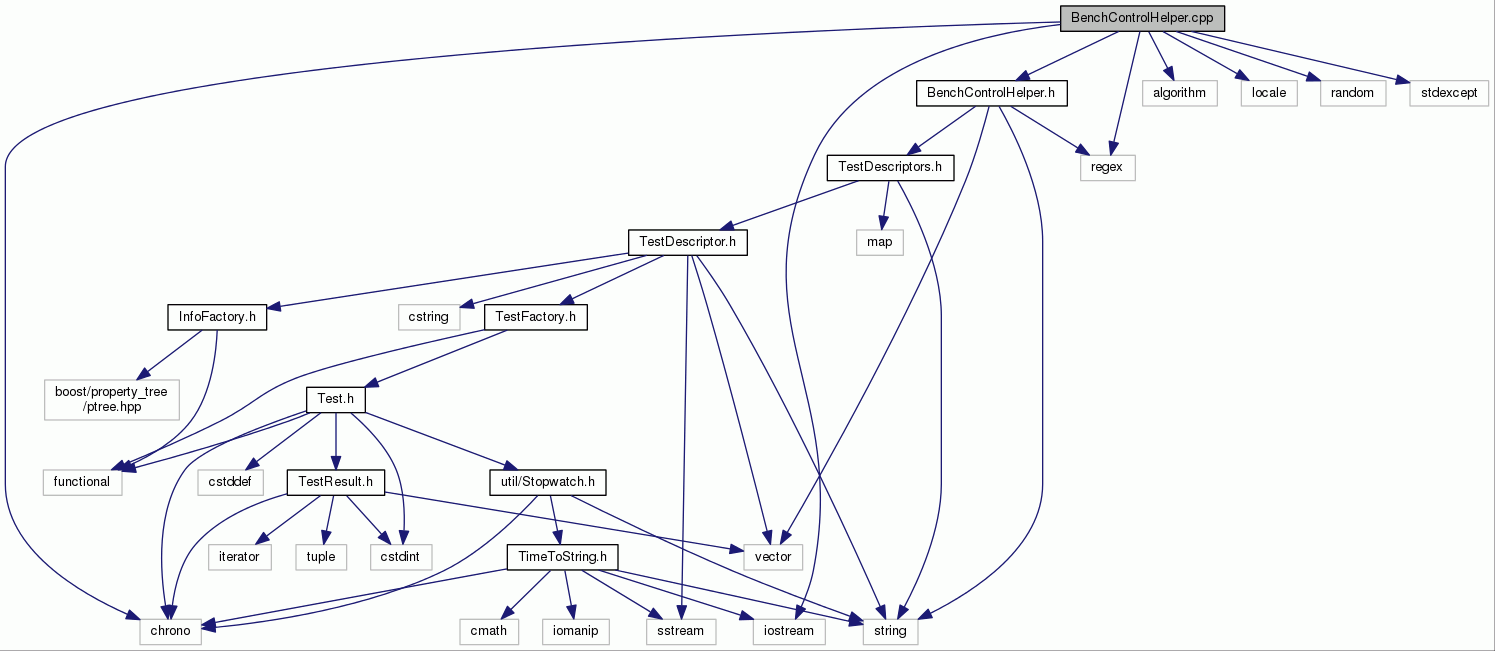 BenchControlHelper.cpp
BenchControlHelper.h
algorithm
locale
random
stdexcept
TestDescriptors.h
regex
TestDescriptor.h
map
InfoFactory.h
cstring
TestFactory.h
boost/property_tree
/ptree.hpp
Test.h
functional
cstddef
TestResult.h
util/Stopwatch.h
iterator
tuple
cstdint
TimeToString.h
vector
chrono
cmath
iomanip
sstream
iostream
string